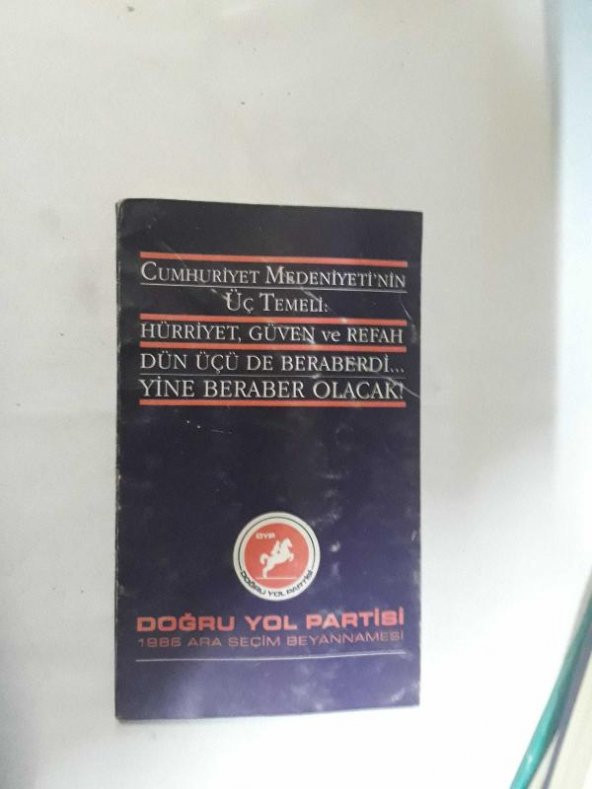 CUMHURİYET MEDENİYETİ'NİN
ÜÇ TEMELİ:
HÜRRİYET, GÜVEN ve REFAH
DÜN ÜÇÜ DE BERABERDİ...
YİNE BERABER OLACAK!
DYP
DOĞRU YOL PARTİSİ
DOĞRU YOL PARTİSİ
1986 ARA SEÇİM BEYANNAMESİ